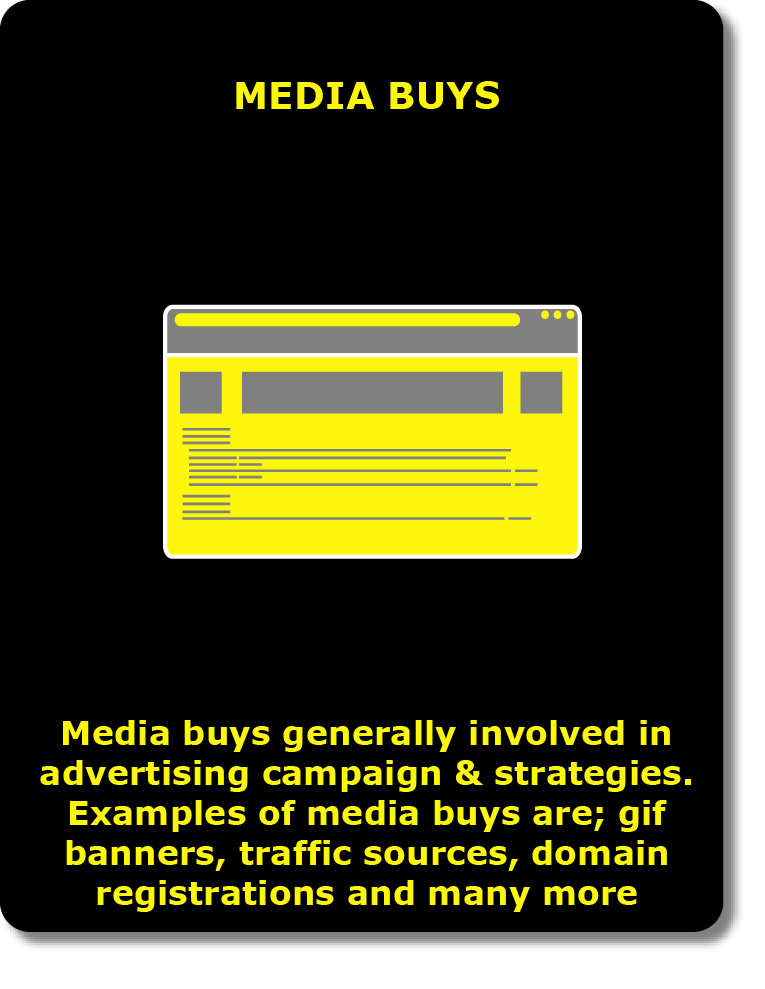 MEDIA BUYS
Media buys generally involved in
advertising campaign & strategies.
Examples of media buys are; gif
banners, traffic sources, domain
registrations and many more